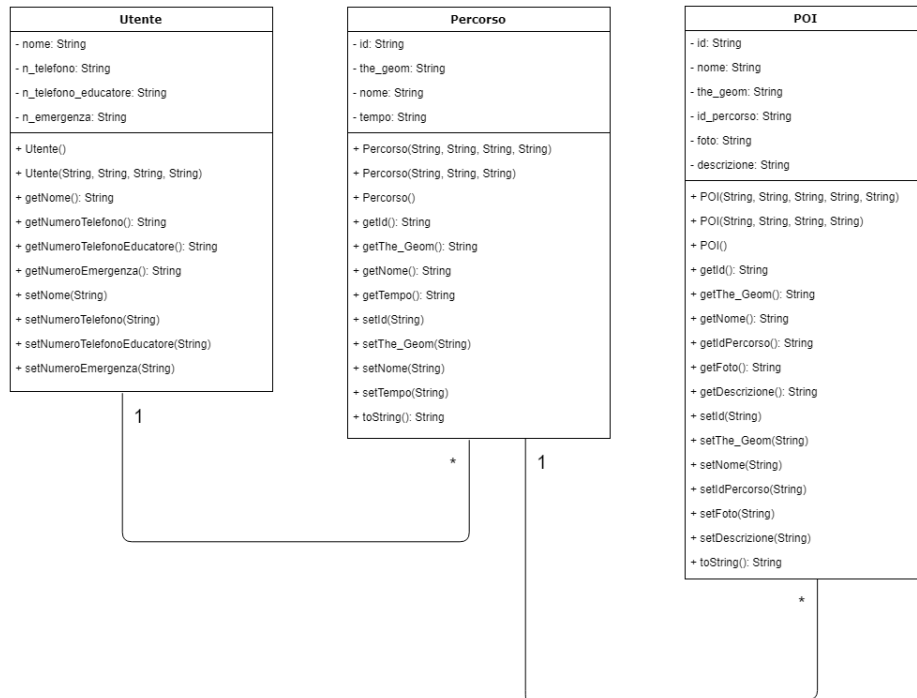 Utente
- nome: String
- n_telefono: String
- n_telefono_educatore: String
- n_emergenza: String
+ Utente()
+ Utente(String, String, String, String)
+ getNome(): String
+ getNumeroTelefono(): String
+ getNumeroTelefonoEducatore(): String
+ getNumeroEmergenza(): String
+ setNome(String)
+ setNumeroTelefono(String)
+ setNumeroTelefonoEducatore(String)
+ setNumeroEmergenza(String)
1
Percorso
- id: String
- the_geom: String
- nome: String
- tempo: String
+ Percorso(String, String, String, String)
+ Percorso(String, String, String)
+ Percorso()
+ getId(): String
+ getThe_Geom(): String
+ getNome(): String
+ getTempo(): String
+ setId(String)
+ setThe_Geom(String)
+ setNome(String)
+ setTempo(String)
+ toString(): String
*
1
POI
- id: String
- nome: String
- the_geom: String
- id_percorso: String
- foto: String
- descrizione: String
+ POI(String, String, String, String, String)
+ POI(String, String, String, String)
+ POI()
+ getId(): String
+ getThe_Geom(): String
+ getNome(): String
+ getIdPercorso(): String
+ getFoto(): String
+ getDescrizione(): String
+ setId(String)
+ setThe_Geom(String)
+ setNome(String)
+ setIdPercorso(String)
+ setFoto(String)
+ setDescrizione(String)
+ toString(): String
*